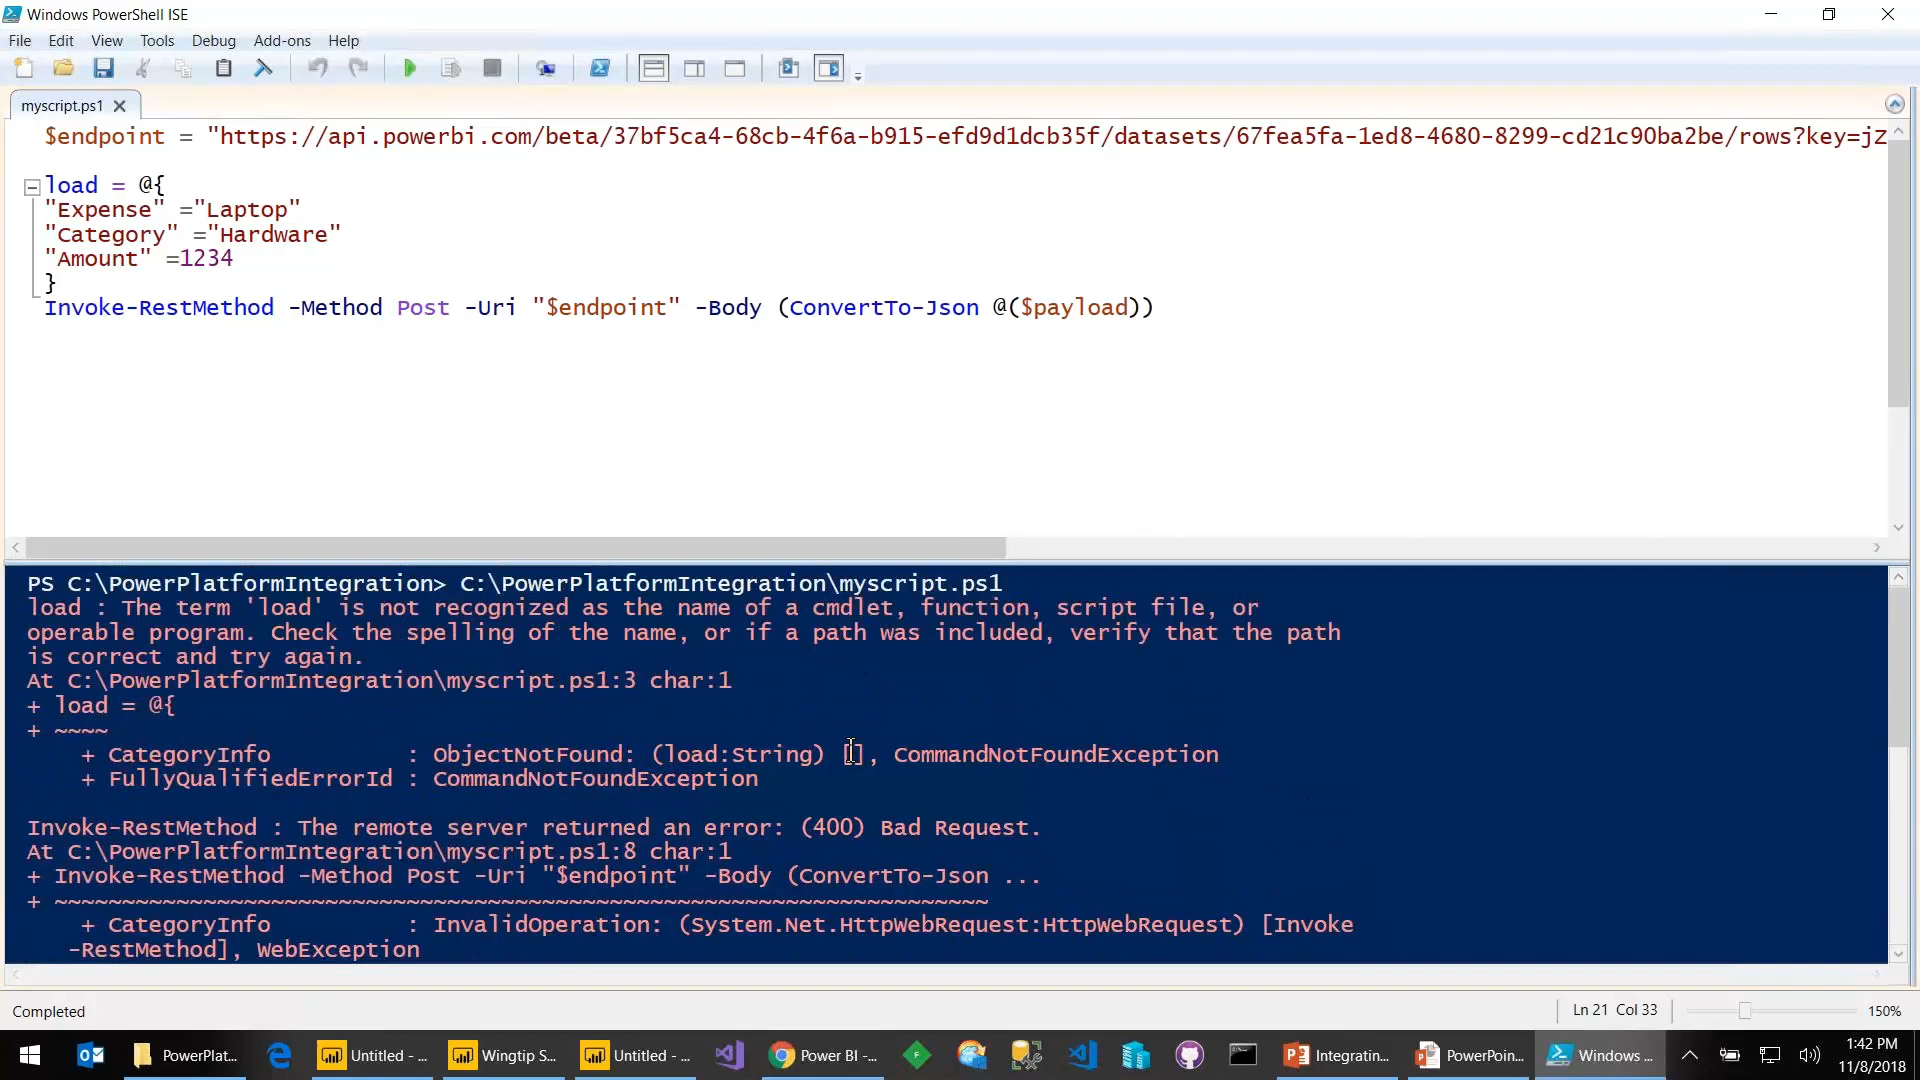 Windows PowerShell ISE
File Edit View Tools Debug Add-ons Help
myscript.ps1
$endpoint = "https://api.powerbi.com/beta/37bf5ca4-68cb-4f6a-b915-efd9d1dcb35f/datasets/67fea5fa-1ed8-4680-8299-cd21c90ba2be/rows?key=jZ
load = @{
"Expense" ="Laptop"
"Category" ="Hardware"
"Amount" =1234
}
Invoke-RestMethod -Method Post -Uri "$endpoint" -Body (ConvertTo-Json @($payload))
PS C:\PowerPlatformIntegration> C:\PowerPlatformIntegration\myscript.ps1
load : The term 'load' is not recognized as the name of a cmdlet, function, script file, or
operable program. Check the spelling of the name, or if a path was included, verify that the path
is correct and try again.
At C:\PowerPlatformIntegration\myscript.ps1:3 char:1
+ load = @{
+ ~~~~
+ CategoryInfo : ObjectNotFound: (load:String) [], CommandNotFoundException
+ FullyQualifiedErrorId : CommandNotFoundException
Invoke-RestMethod : The remote server returned an error: (400) Bad Request.
At C:\PowerPlatformIntegration\myscript.ps1:8 char:1
+ Invoke-RestMethod -Method Post -Uri "$endpoint" -Body (ConvertTo-Json ...
+ ~~~~~~~~~~~~~~~~~~~~~~~~~~~~~~~~~~~~~~~~~~~~~~~~~~~~~~~~~~~~~~~~~~~~~
+ CategoryInfo : InvalidOperation: (System.Net.HttpWebRequest:HttpWebRequest) [Invoke
-RestMethod], WebException
Completed Ln 21 Col 33 150%
PowerPlat... Untitled - ... Wingtip S... Untitled - ... Power BI -... Integratin... PowerPoin... Windows ... 1:42 PM
11/8/2018